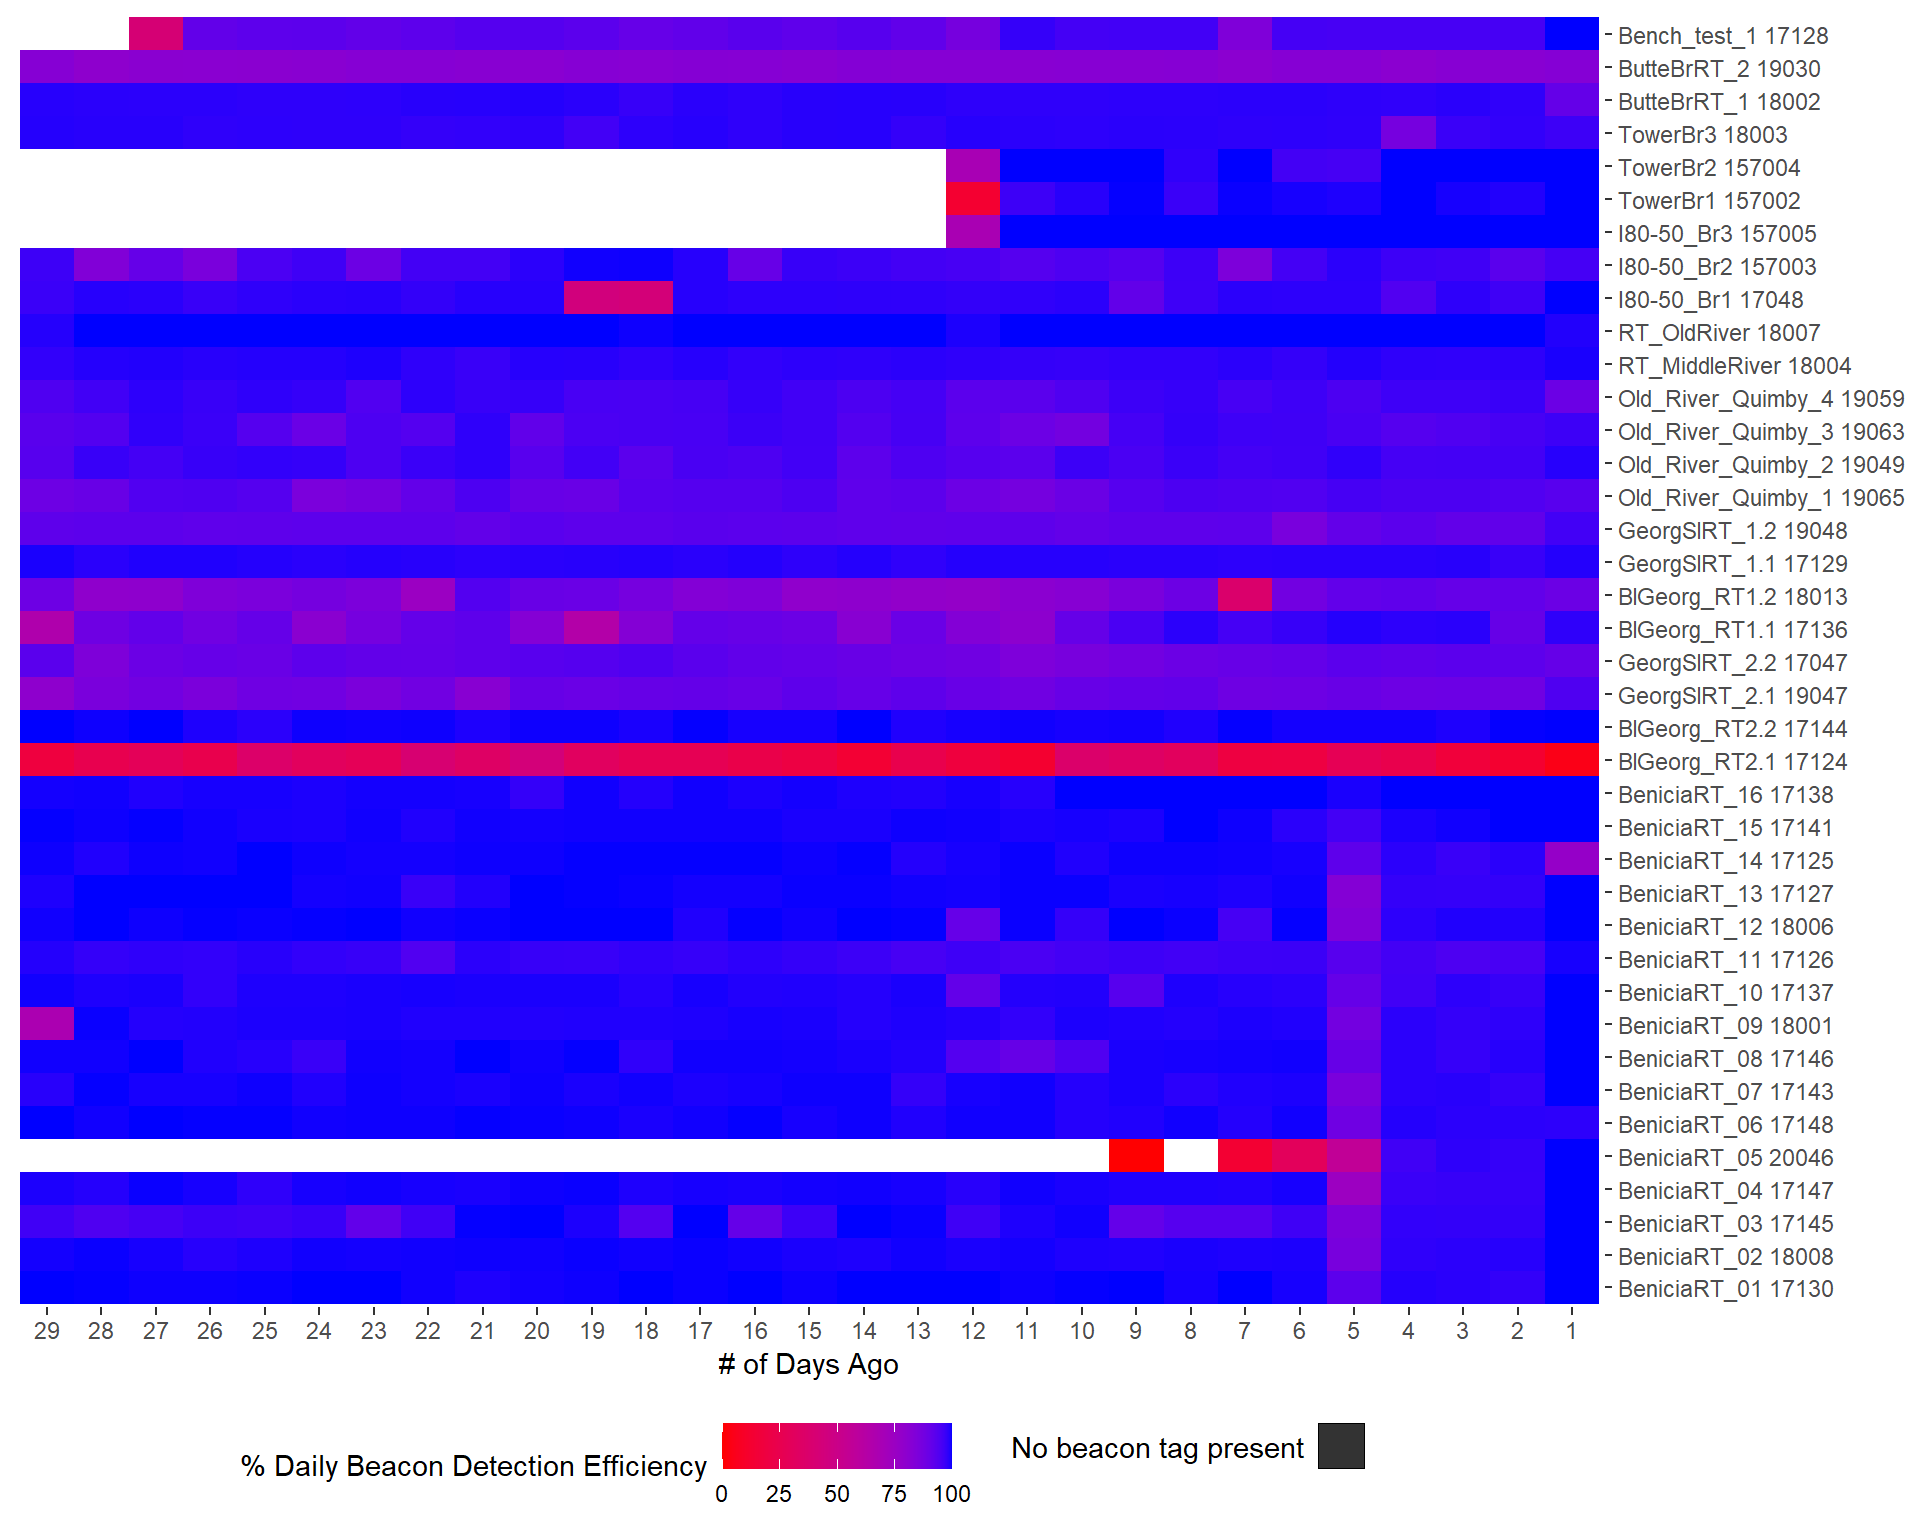 Bench_test_1 17128
ButteBrRT_2 19030
ButteBrRT_1 18002
TowerBr3 18003
TowerBr2 157004
TowerBr1 157002
I80-50_Br3 157005
I80-50_Br2 157003
I80-50_Br1 17048
RT_OldRiver 18007
RT_MiddleRiver 18004
Old_River_Quimby_4 19059
Old_River_Quimby_3 19063
Old_River_Quimby_2 19049
Old_River_Quimby_1 19065
GeorgSlRT_1.2 19048
GeorgSlRT_1.1 17129
BlGeorg_RT1.2 18013
BlGeorg_RT1.1 17136
GeorgSlRT_2.2 17047
GeorgSlRT_2.1 19047
BlGeorg_RT2.2 17144
BlGeorg_RT2.1 17124
BeniciaRT_16 17138
BeniciaRT_15 17141
BeniciaRT_14 17125
BeniciaRT_13 17127
BeniciaRT_12 18006
BeniciaRT_11 17126
BeniciaRT_10 17137
BeniciaRT_09 18001
BeniciaRT_08 17146
BeniciaRT_07 17143
BeniciaRT_06 17148
BeniciaRT_05 20046
BeniciaRT_04 17147
BeniciaRT_03 17145
BeniciaRT_02 18008
BeniciaRT_01 17130
29 28 27 26 25 24 23 22 21 20 19 18 17 16 15 14 13 12 11 10 9 8 7 6 5 4 3 2 1
# of Days Ago
% Daily Beacon Detection Efficiency
0 25 50 75 100
No beacon tag present